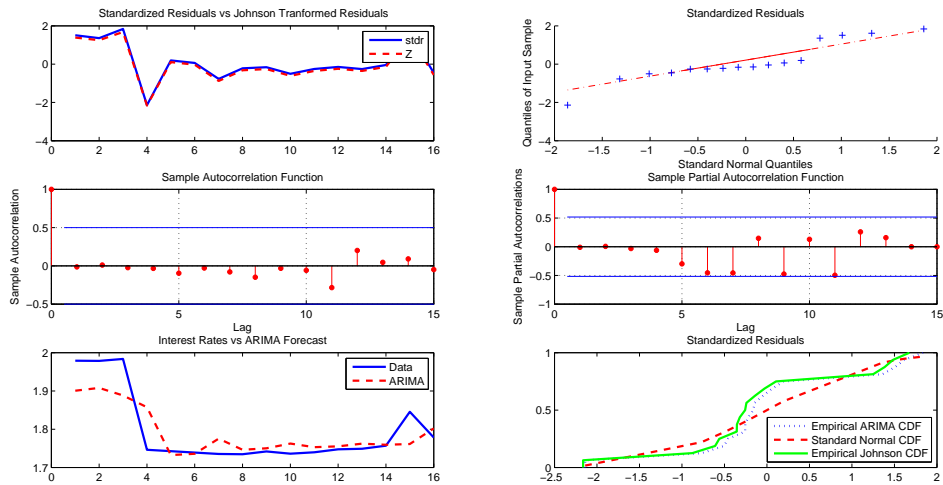 Standardized Residuals vs Johnson Tranformed Residuals
2
0
−2
−4
0 2 4 6 8 10 12 14 16
stdr
Z
Standardized Residuals
Quantiles of Input Sample
2
0
−2
−4
−2 −1.5 −1 −0.5 0 0.5 1 1.5 2
Standard Normal Quantiles
Sample Autocorrelation Function
Sample Autocorrelation
1
0.5
0
−0.5
0 5 10 15
Lag
Sample Partial Autocorrelation Function
Sample Partial Autocorrelations
1
0.5
0
−0.5
−1
0 5 10 15
Lag
Interest Rates vs ARIMA Forecast
2
1.9
1.8
1.7
0 2 4 6 8 10 12 14 16
Data
ARIMA
Standardized Residuals
1
0.5
0
−2.5 −2 −1.5 −1 −0.5 0 0.5 1 1.5 2
Empirical ARIMA CDF
Standard Normal CDF
Empirical Johnson CDF